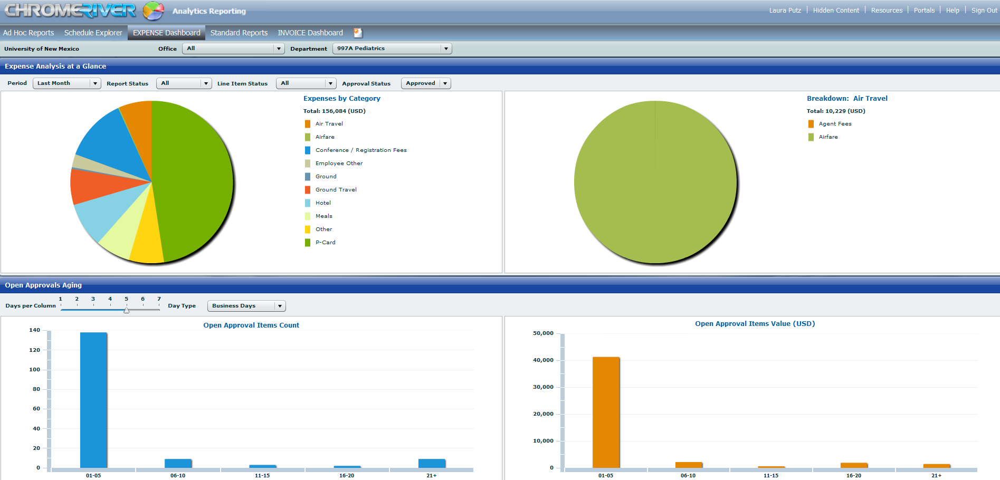 CHROMERIVER Analytics Reporting
Laura Putz | Hidden Content | Resources | Portals | Help | Sign Out
Ad Hoc Reports Schedule Explorer EXPENSE Dashboard Standard Reports INVOICE Dashboard
University of New Mexico Office All Department 997A Pediatrics
Expense Analysis at a Glance
Period Last Month Report Status All Line Item Status All Approval Status Approved
Expenses by Category
Total: 156,084 (USD)
Air Travel
Airfare
Conference / Registration Fees
Employee Other
Ground
Ground Travel
Hotel
Meals
Other
P-Card
Breakdown: Air Travel
Total: 10,229 (USD)
Agent Fees
Airfare
Open Approvals Aging
Days per Column 1 2 3 4 5 6 7 Day Type Business Days
Open Approval Items Count
140
120
100
80
60
40
20
0
01-05 06-10 11-15 16-20 21+
Open Approval Items Value (USD)
50,000
40,000
30,000
20,000
10,000
0
01-05 06-10 11-15 16-20 21+